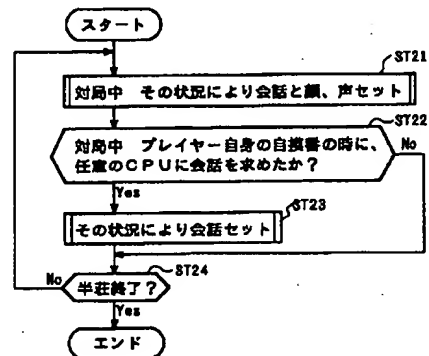 スタート
ST21
対局中 その状況により会話と顔、声セット
ST22
対局中 プレイヤー自身の自摸番の時に、
任意のCPUに会話を求めたか?
No
Yes
ST23
その状況により会話セット
ST24
No
半荘終了?
Yes
エンド